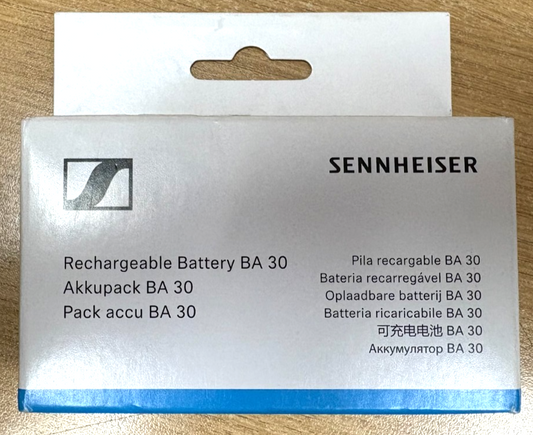 SENNHEISER
Rechargeable Battery BA 30
Akkupack BA 30
Pack accu BA 30
Pila recargable BA 30
Bateria recarregável BA 30
Oplaadbare batterij BA 30
Batteria ricaricabile BA 30
可充电电池 BA 30
Аккумулятор BA 30